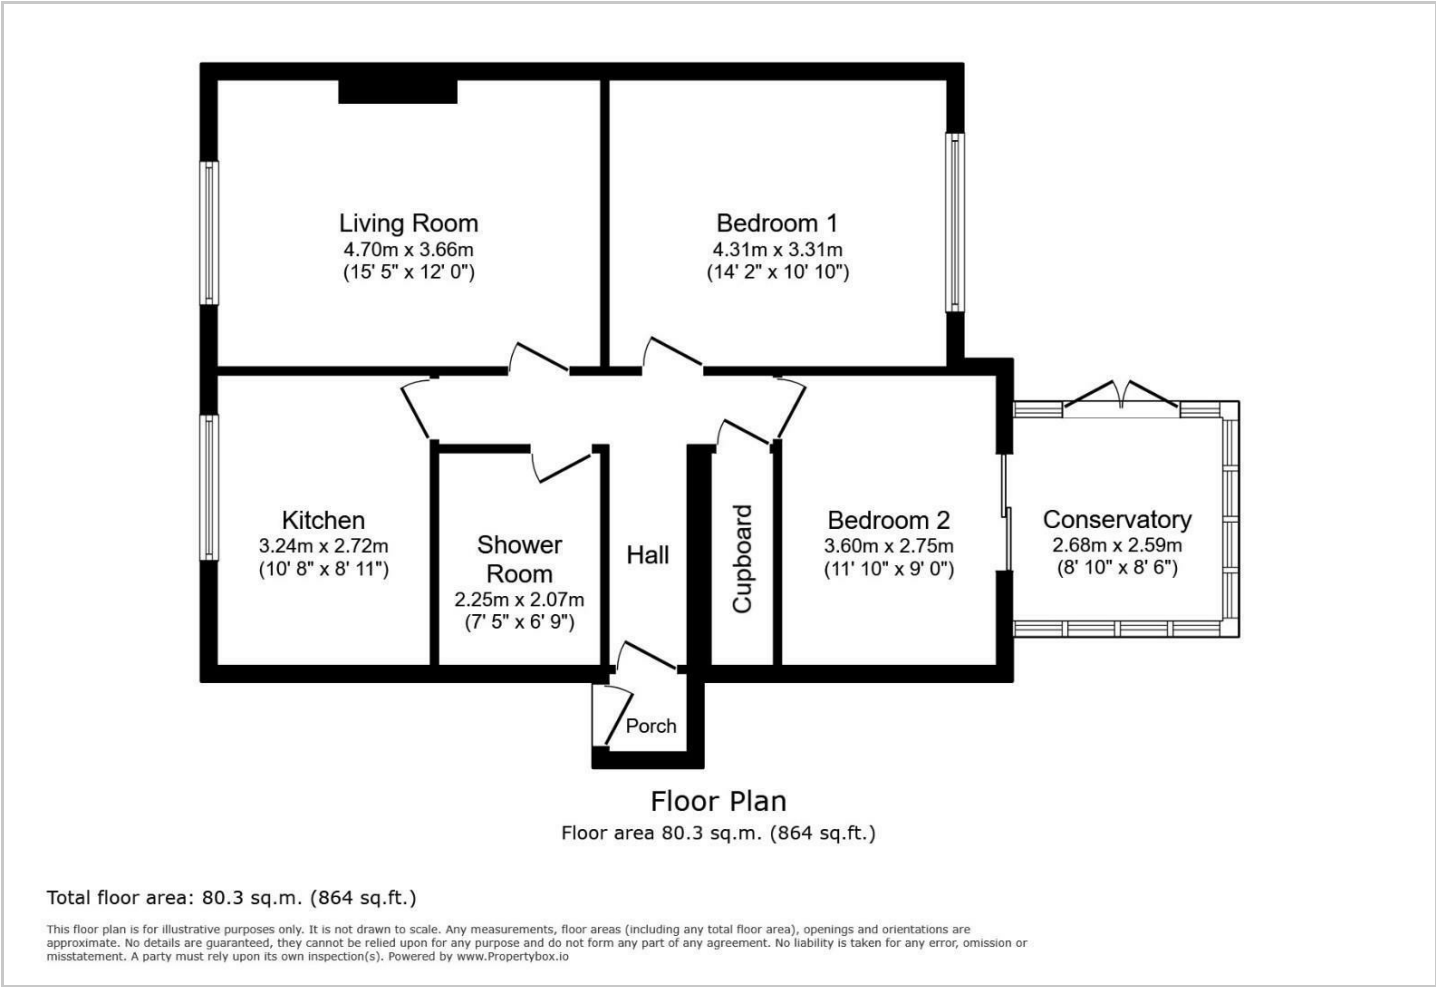 Living Room
4.70m x 3.66m
(15' 5" x 12' 0")
Bedroom 1
4.31m x 3.31m
(14' 2" x 10' 10")
Kitchen
3.24m x 2.72m
(10' 8" x 8' 11")
Shower
Room
2.25m x 2.07m
(7' 5" x 6' 9")
Hall
Cupboard
Bedroom 2
3.60m x 2.75m
(11' 10" x 9' 0")
Conservatory
2.68m x 2.59m
(8' 10" x 8' 6")
Porch
Floor Plan
Floor area 80.3 sq.m. (864 sq.ft.)
Total floor area: 80.3 sq.m. (864 sq.ft.)
This floor plan is for illustrative purposes only. It is not drawn to scale. Any measurements, floor areas (including any total floor area), openings and orientations are
approximate. No details are guaranteed, they cannot be relied upon for any purpose and do not form any part of any agreement. No liability is taken for any error, omission or
misstatement. A party must rely upon its own inspection(s). Powered by www.Propertybox.io